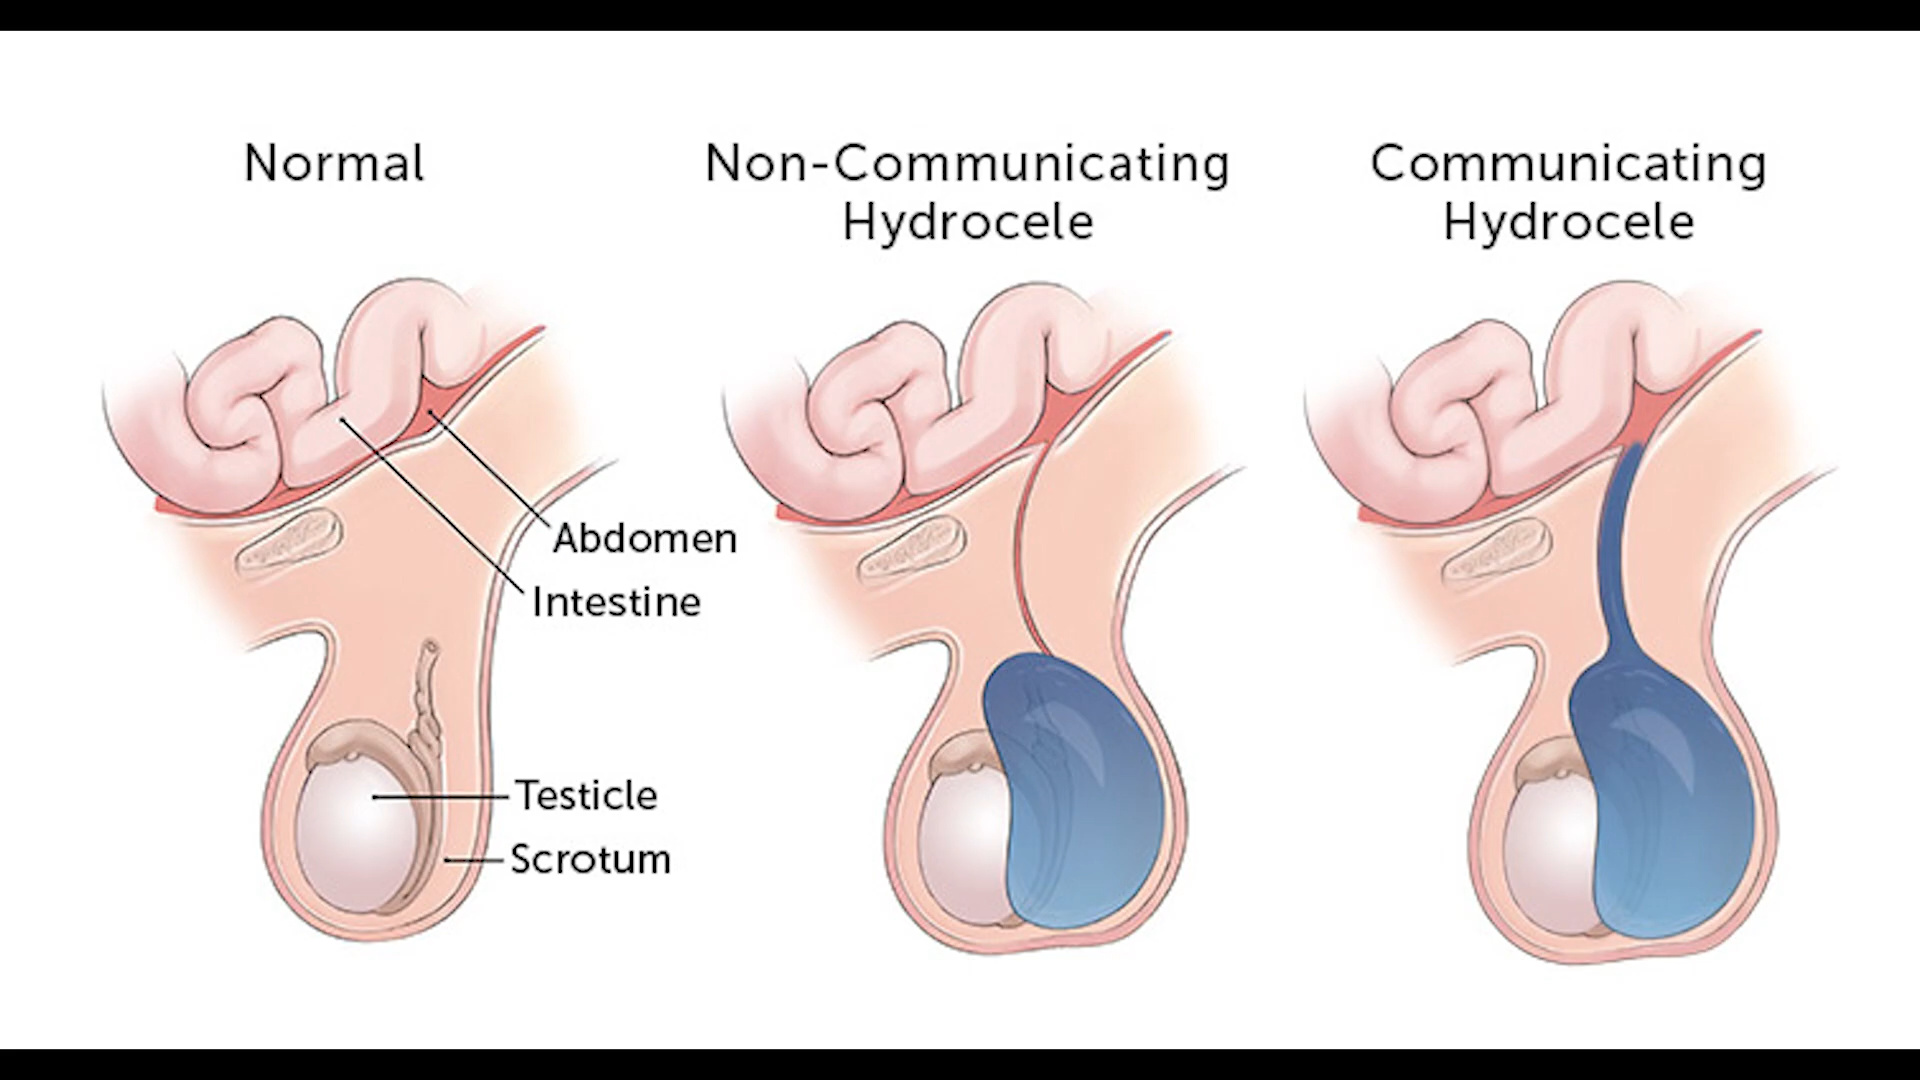 Normal
Non-Communicating
Hydrocele
Communicating
Hydrocele
Abdomen
Intestine
Testicle
Scrotum